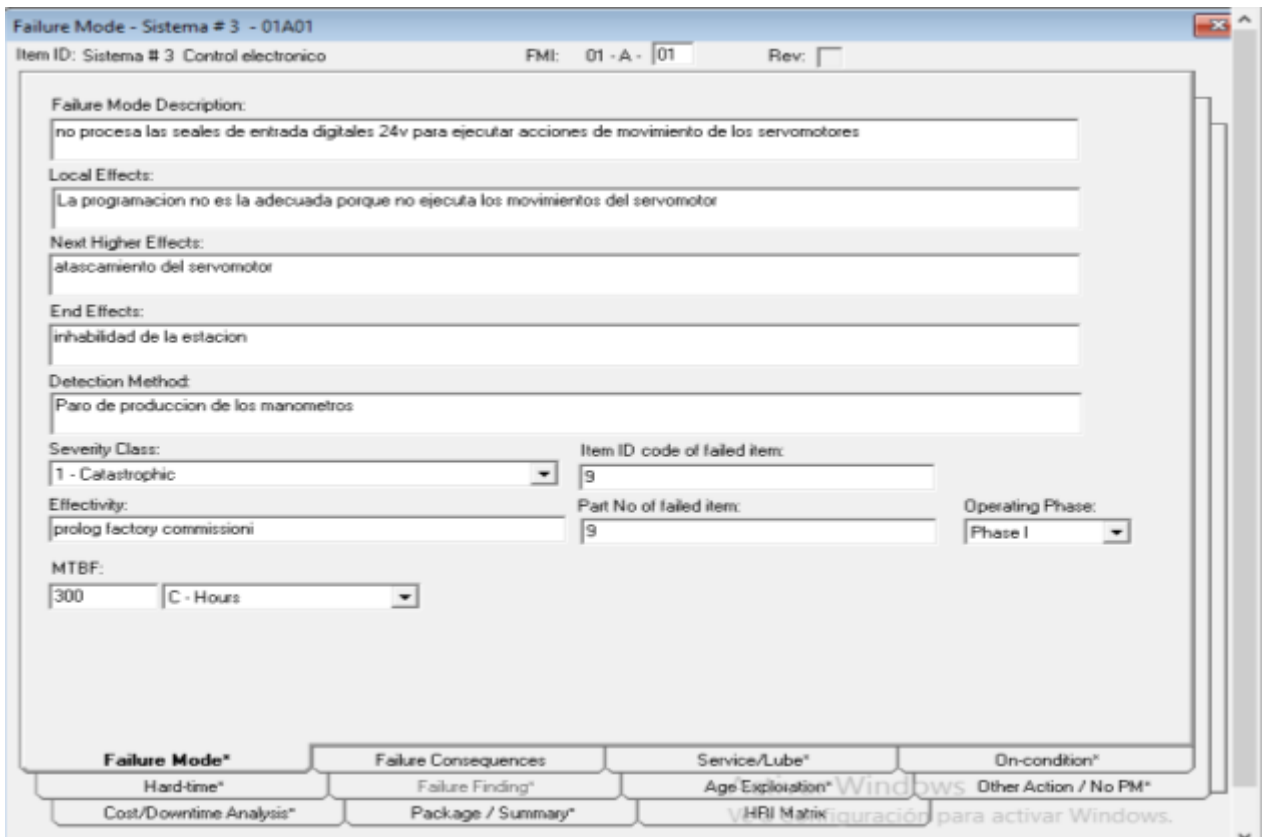 Failure Mode - Sistema # 3 - 01A01
Item ID: Sistema # 3 Control electronico FMI: 01 - A - 01 Rev:
Failure Mode Description:
no procesa las seales de entrada digitales 24v para ejecutar acciones de movimiento de los servomotores
Local Effects:
La programacion no es la adecuada porque no ejecuta los movimientos del servomotor
Next Higher Effects:
atascamiento del servomotor
End Effects:
inhabilidad de la estacion
Detection Method:
Paro de produccion de los manometros
Severity Class: Item ID code of failed item:
1 - Catastrophic 9
Effectivity: Part No of failed item: Operating Phase:
prolog factory commissioni 9 Phase I
MTBF:
300 C - Hours
Failure Mode* Failure Consequences Service/Lube* On-condition*
Hard-time* Failure Finding* Age Exploration* Other Action / No PM*
Cost/Downtime Analysis* Package / Summary* HRI Matrix
Activar Windows
Ve a Configuración para activar Windows.